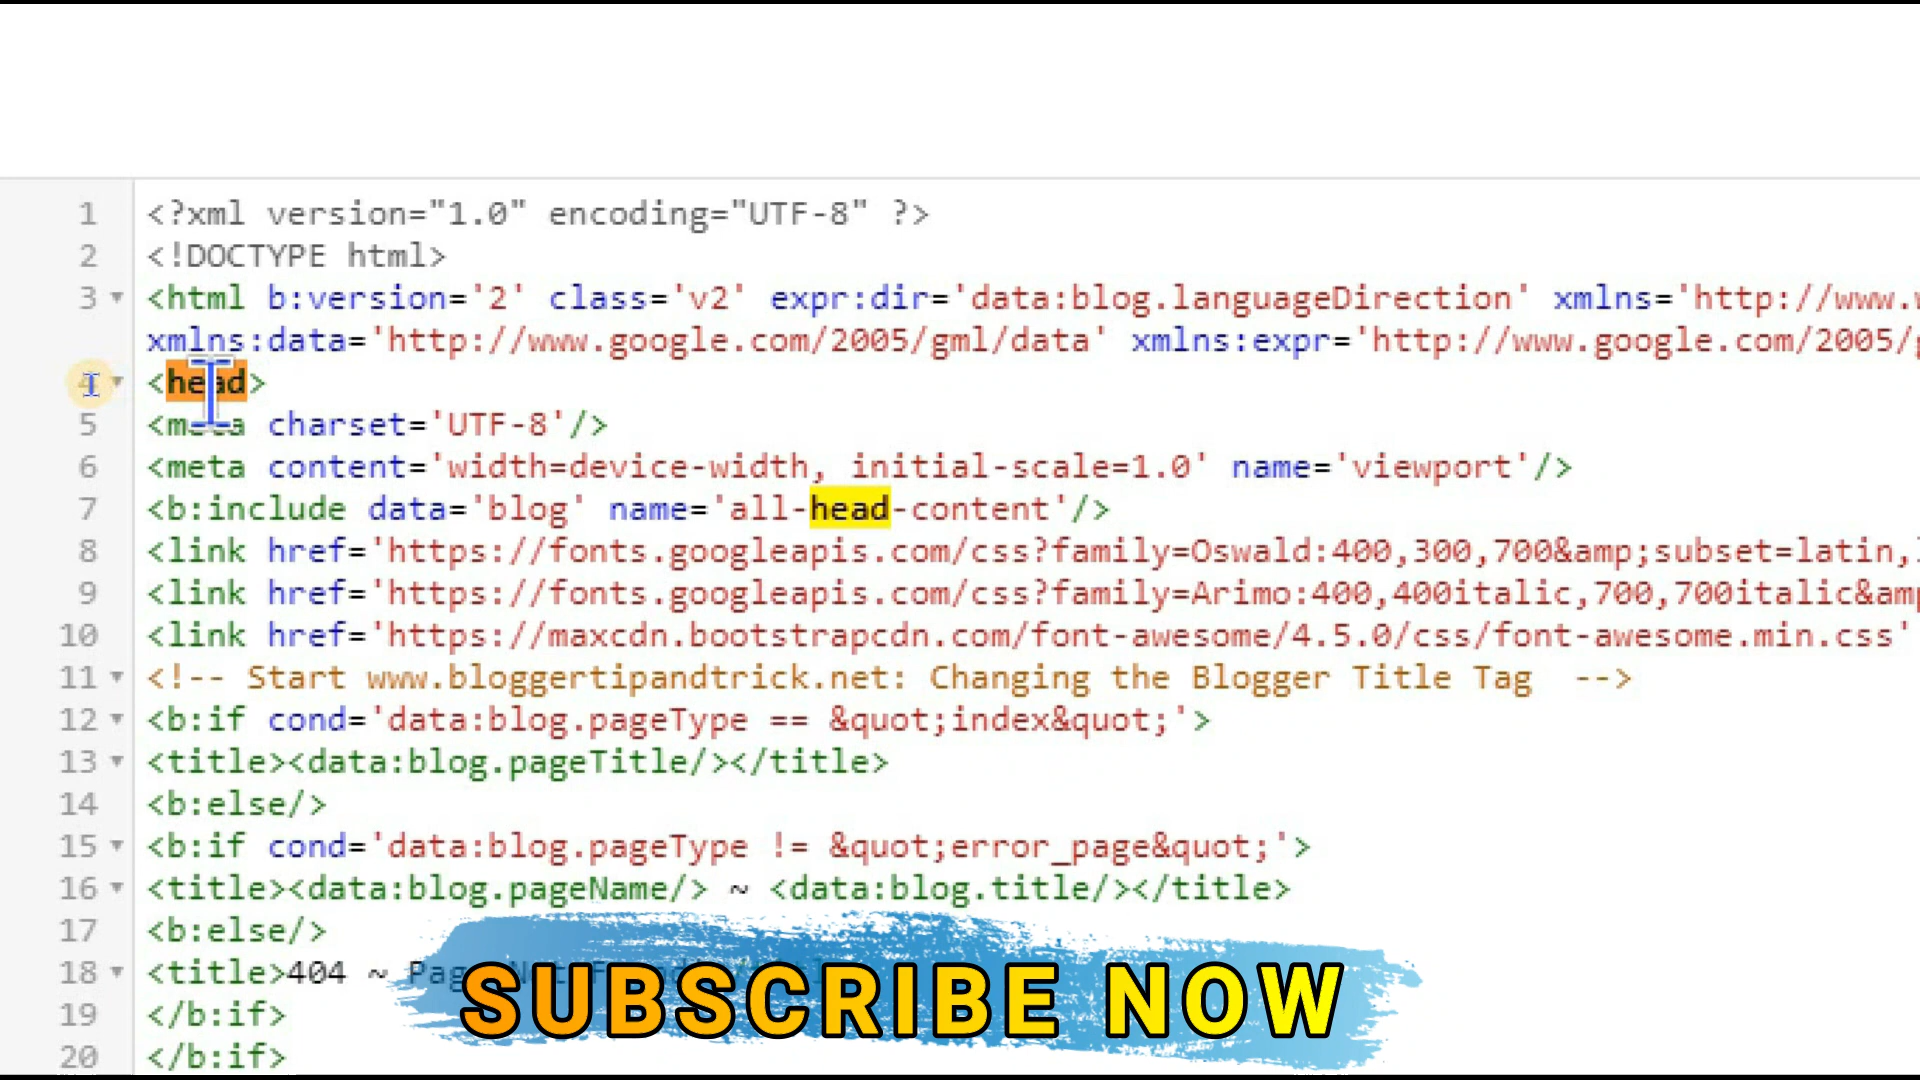 1 <?xml version="1.0" encoding="UTF-8" ?>
2 <!DOCTYPE html>
3 <html b:version='2' class='v2' expr:dir='data:blog.languageDirection' xmlns='http://www.
xmlns:data='http://www.google.com/2005/gml/data' xmlns:expr='http://www.google.com/2005/
4 <head>
5 <meta charset='UTF-8'/>
6 <meta content='width=device-width, initial-scale=1.0' name='viewport'/>
7 <b:include data='blog' name='all-head-content'/>
8 <link href='https://fonts.googleapis.com/css?family=Oswald:400,300,700&amp;subset=latin,
9 <link href='https://fonts.googleapis.com/css?family=Arimo:400,400italic,700,700italic&amp
10 <link href='https://maxcdn.bootstrapcdn.com/font-awesome/4.5.0/css/font-awesome.min.css'
11 <!-- Start www.bloggertipandtrick.net: Changing the Blogger Title Tag -->
12 <b:if cond='data:blog.pageType == &quot;index&quot;'>
13 <title><data:blog.pageTitle/></title>
14 <b:else/>
15 <b:if cond='data:blog.pageType != &quot;error_page&quot;'>
16 <title><data:blog.pageName/> ~ <data:blog.title/></title>
17 <b:else/>
18 <title>404 ~ Page
SUBSCRIBE NOW
19 </b:if>
20 </b:if>